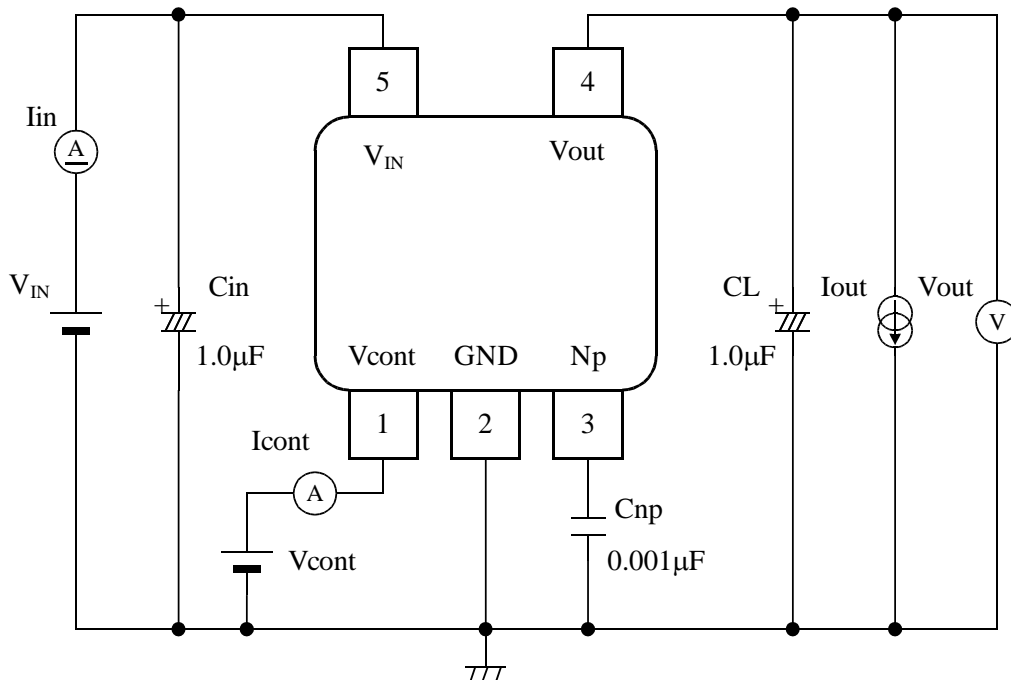 5
4
Iin
A
V_IN
Vout
V_IN
Cin
CL
Iout
Vout
+
+
V
1.0μF
Vcont
GND
Np
1.0μF
1
2
3
Icont
A
Cnp
Vcont
0.001μF